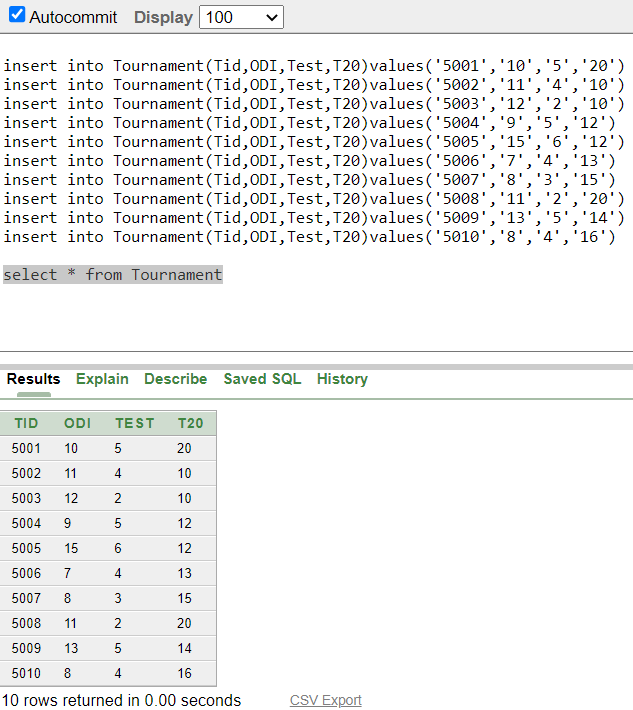 Autocommit Display 100
insert into Tournament(Tid,ODI,Test,T20)values('5001','10','5','20')
insert into Tournament(Tid,ODI,Test,T20)values('5002','11','4','10')
insert into Tournament(Tid,ODI,Test,T20)values('5003','12','2','10')
insert into Tournament(Tid,ODI,Test,T20)values('5004','9','5','12')
insert into Tournament(Tid,ODI,Test,T20)values('5005','15','6','12')
insert into Tournament(Tid,ODI,Test,T20)values('5006','7','4','13')
insert into Tournament(Tid,ODI,Test,T20)values('5007','8','3','15')
insert into Tournament(Tid,ODI,Test,T20)values('5008','11','2','20')
insert into Tournament(Tid,ODI,Test,T20)values('5009','13','5','14')
insert into Tournament(Tid,ODI,Test,T20)values('5010','8','4','16')
select * from Tournament
Results Explain Describe Saved SQL History
TID ODI TEST T20
5001 10 5 20
5002 11 4 10
5003 12 2 10
5004 9 5 12
5005 15 6 12
5006 7 4 13
5007 8 3 15
5008 11 2 20
5009 13 5 14
5010 8 4 16
10 rows returned in 0.00 seconds CSV Export